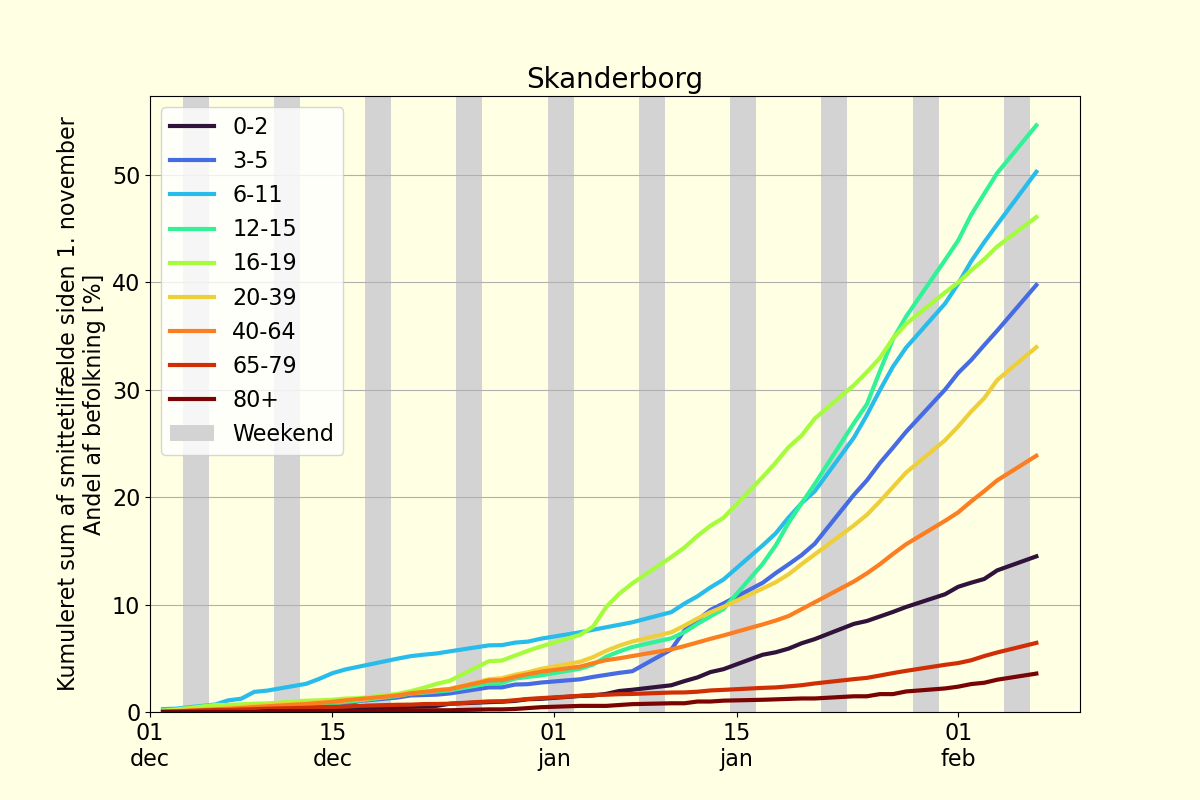 Skanderborg
Kumuleret sum af smittetilfælde siden 1. november
Andel af befolkning [%]
50
40
30
20
10
0
0-2
3-5
6-11
12-15
16-19
20-39
40-64
65-79
80+
Weekend
01
dec
15
dec
01
jan
15
jan
01
feb